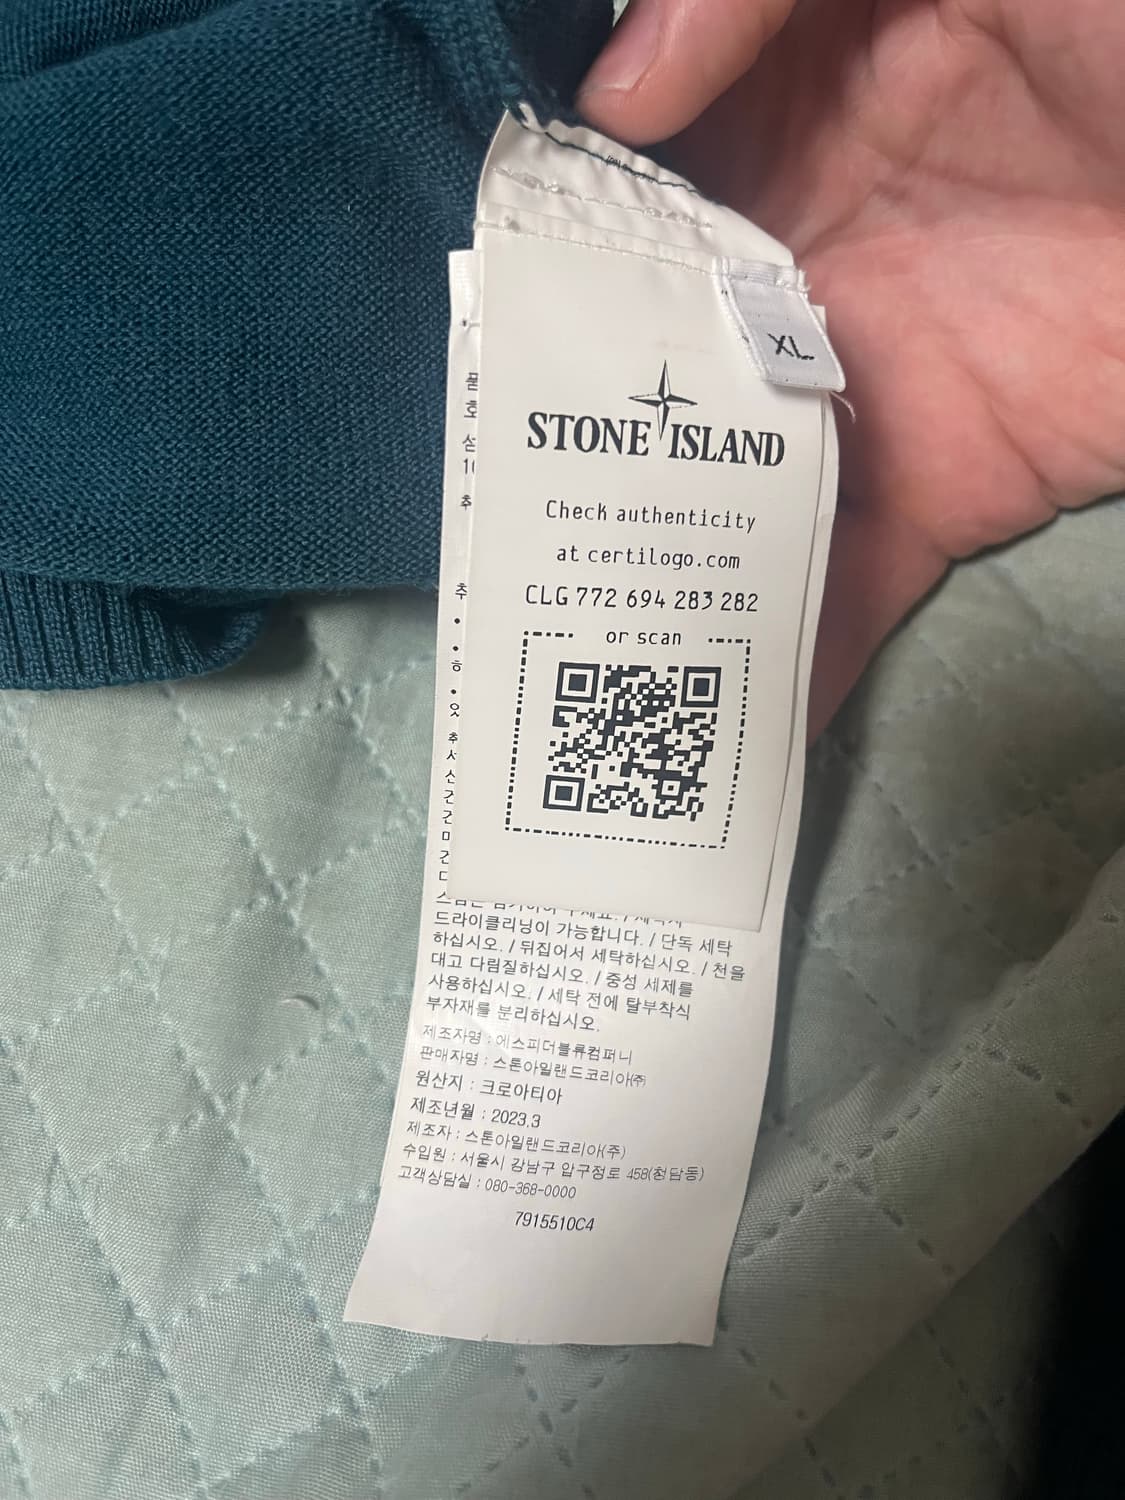 XL
STONE ISLAND
Check authenticity
at certilogo.com
CLG 772 694 283 282
or scan
드라이클리닝이 가능합니다. / 단독 세탁
하십시오. / 뒤집어서 세탁하십시오. / 천을
대고 다림질하십시오. / 중성 세제를
사용하십시오. / 세탁 전에 탈부착식
부자재를 분리하십시오.
제조자명 : 에스피더블류컴퍼니
판매자명 : 스톤아일랜드코리아㈜
원산지 : 크로아티아
제조년월 : 2023.3
제조자 : 스톤아일랜드코리아(주)
수입원 : 서울시 강남구 압구정로 458(청담동)
고객상담실 : 080-368-0000
7915510C4